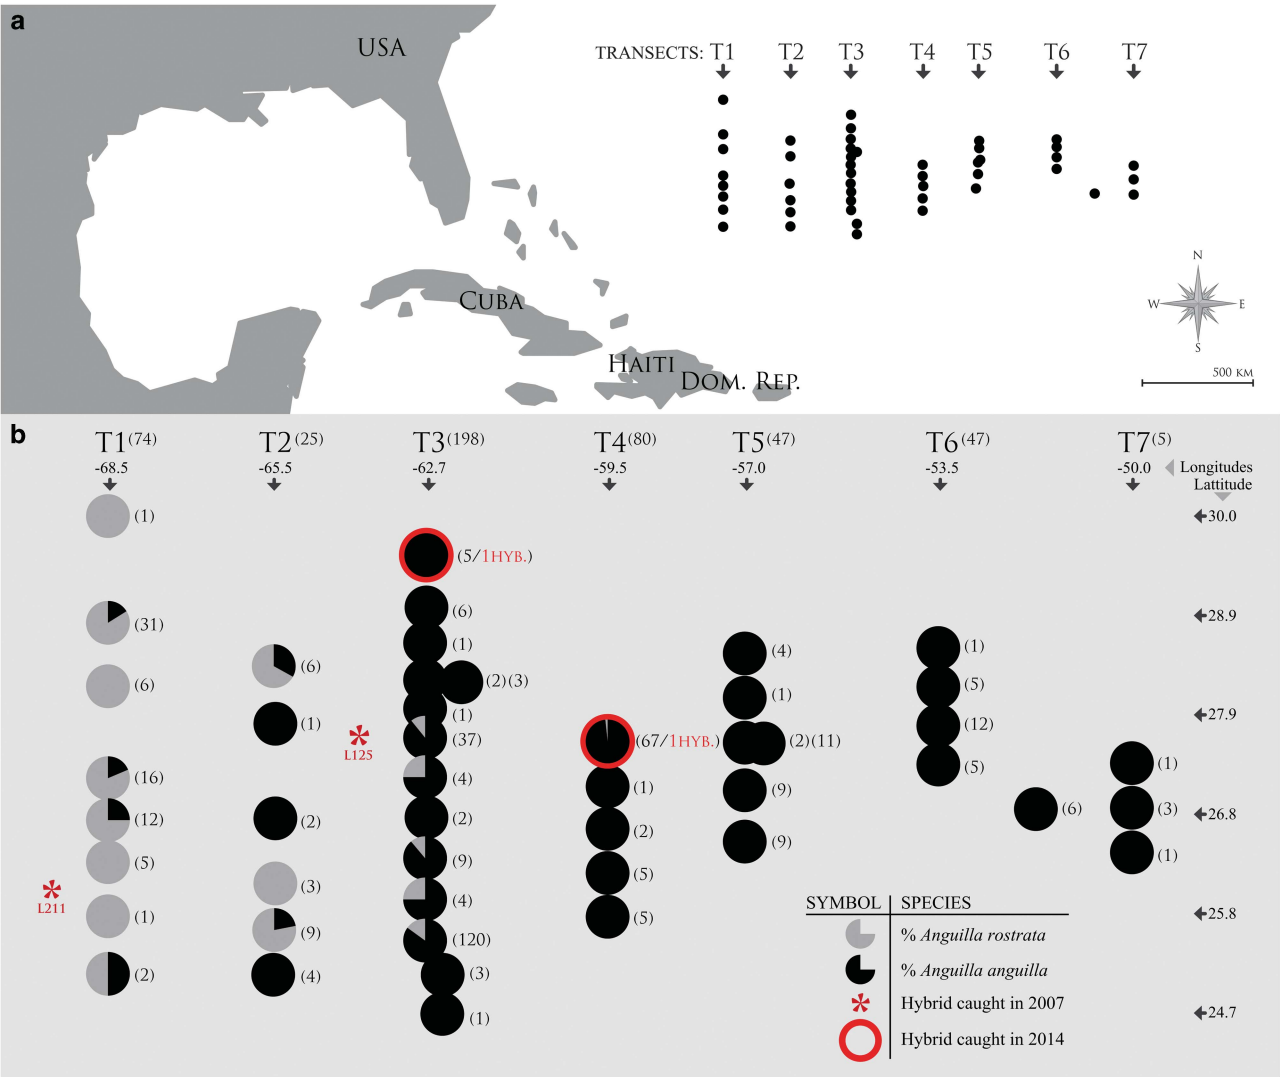 a
USA
TRANSECTS: T1 T2 T3 T4 T5 T6 T7
N
W E
S
CUBA
HAITI
DOM. REP.
500 KM
b
T1(74) T2(25) T3(198) T4(80) T5(47) T6(47) T7(5)
-68.5 -65.5 -62.7 -59.5 -57.0 -53.5 -50.0 Longitudes
Lattitude
(1) 30.0
(5/1HYB.)
(6) 28.9
(31)
(1) (1)
(4)
(6)
(6) (2)(3) (5)
(1)
(1) 27.9
(1) (12)
L125
(37) (67/1HYB.) (2)(11)
(1)
(5)
(16) (4)
(1) (9)
(6) (3) 26.8
(12) (2) (2)
(2)
(9)
(1)
(5) (9)
(5)
(3)
(4)
L211
(1) (5) 25.8
(9) (120)
(2) (4) (3)
(1) 24.7
SYMBOL SPECIES
% Anguilla rostrata
% Anguilla anguilla
Hybrid caught in 2007
Hybrid caught in 2014